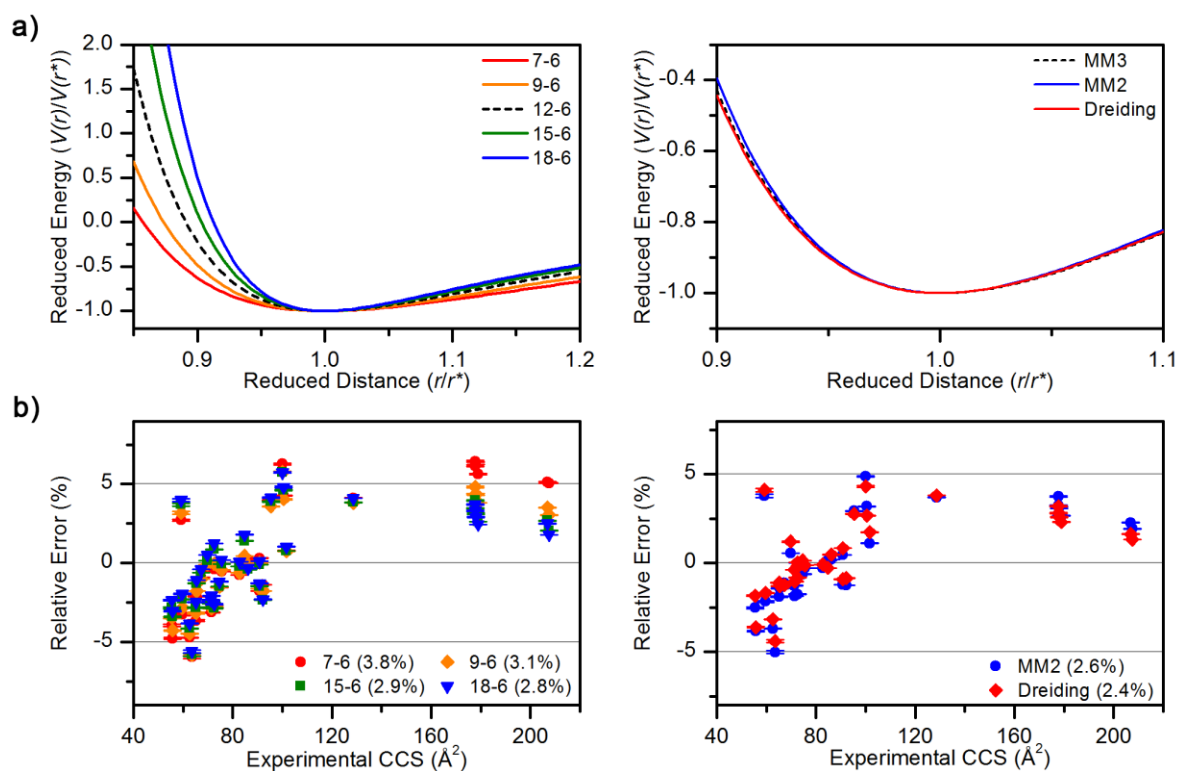 a)
Reduced Energy (V(r)/V(r*)
2.0
1.5
1.0
0.5
0.0
-0.5
-1.0
0.9
1.0
1.1
1.2
Reduced Distance (r/r*)
7-6
9-6
12-6
15-6
18-6
Reduced Energy (V(r)/V(r*)
-0.4
-0.6
-0.8
-1.0
0.9
1.0
1.1
Reduced Distance (r/r*)
MM3
MM2
Dreiding
b)
Relative Error (%)
5
0
-5
40
80
120
160
200
Experimental CCS (Å²)
7-6 (3.8%)
9-6 (3.1%)
15-6 (2.9%)
18-6 (2.8%)
Relative Error (%)
5
0
-5
40
80
120
160
200
Experimental CCS (Å²)
MM2 (2.6%)
Dreiding (2.4%)